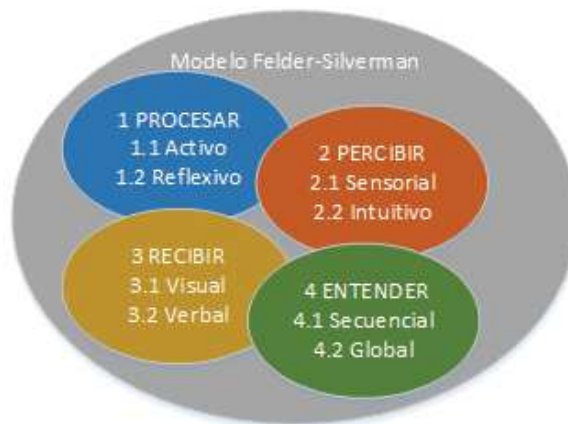 Modelo Felder-Silverman
1 PROCESAR
1.1 Activo
1.2 Reflexivo
2 PERCIBIR
2.1 Sensorial
2.2 Intuitivo
3 RECIBIR
3.1 Visual
3.2 Verbal
4 ENTENDER
4.1 Secuencial
4.2 Global